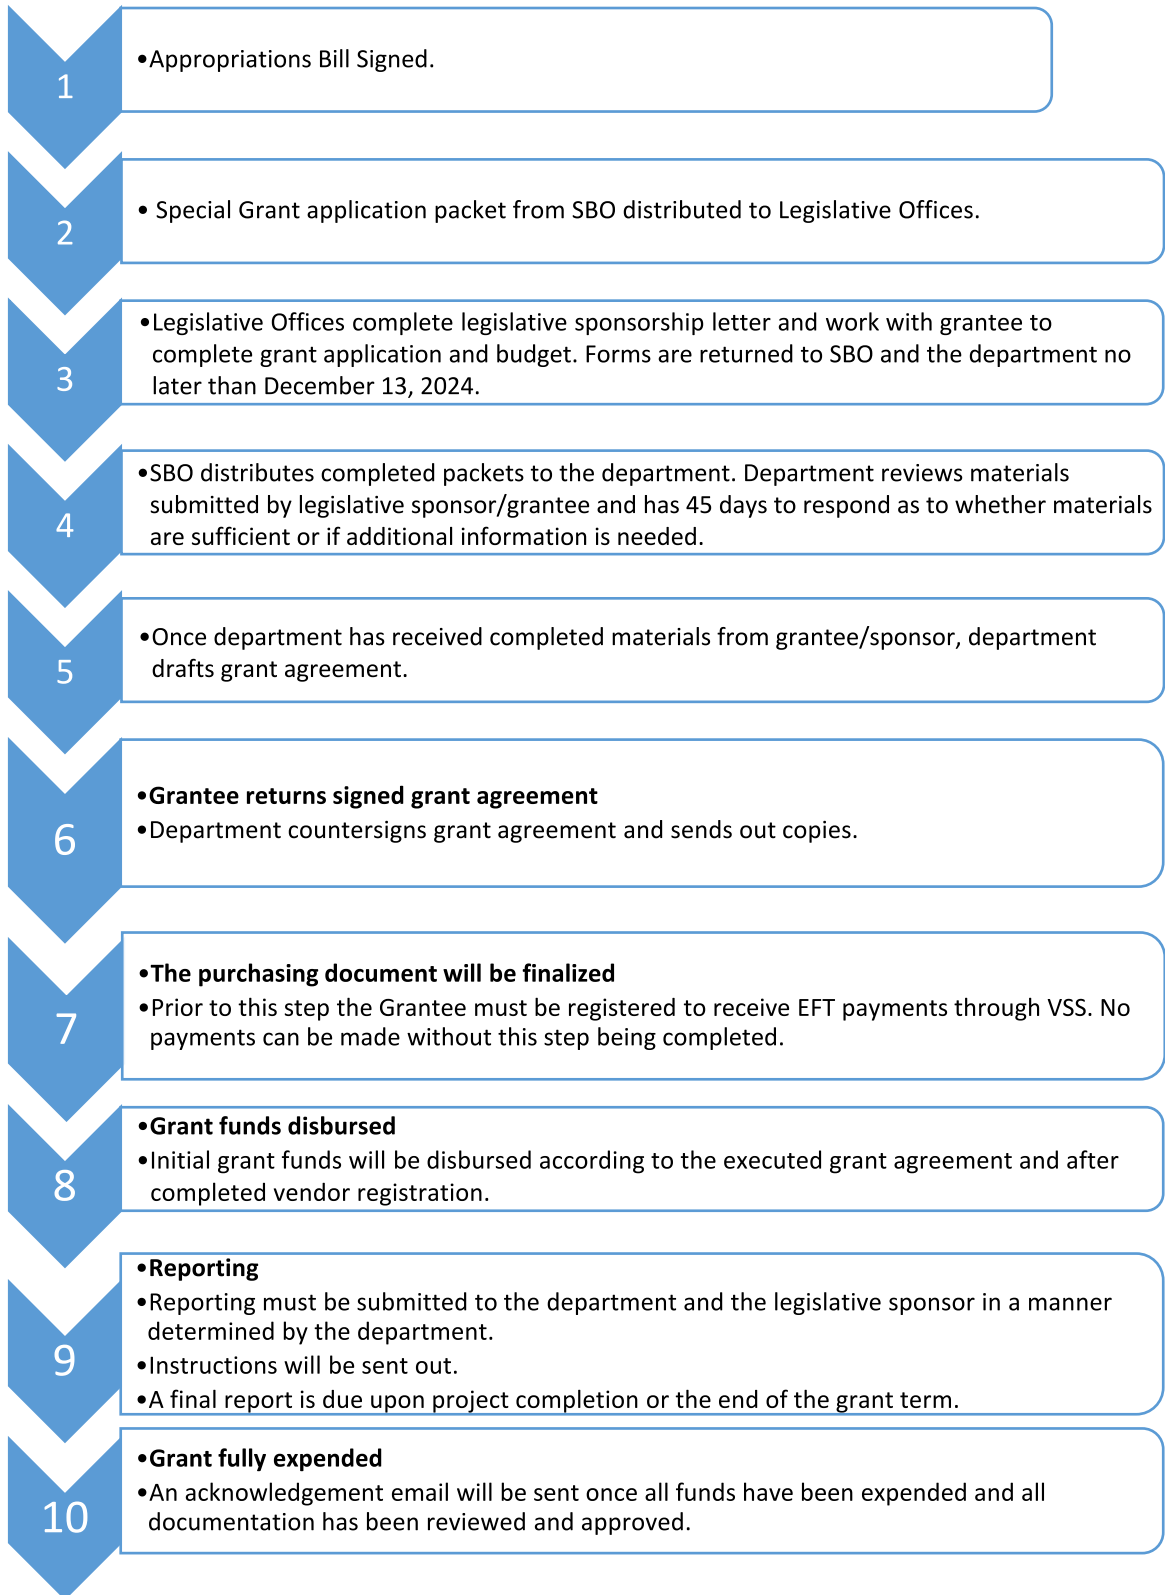 1
•Appropriations Bill Signed.
2
• Special Grant application packet from SBO distributed to Legislative Offices.
3
•Legislative Offices complete legislative sponsorship letter and work with grantee to
complete grant application and budget. Forms are returned to SBO and the department no
later than December 13, 2024.
4
•SBO distributes completed packets to the department. Department reviews materials
submitted by legislative sponsor/grantee and has 45 days to respond as to whether materials
are sufficient or if additional information is needed.
5
•Once department has received completed materials from grantee/sponsor, department
drafts grant agreement.
6
•Grantee returns signed grant agreement
•Department countersigns grant agreement and sends out copies.
7
•The purchasing document will be finalized
•Prior to this step the Grantee must be registered to receive EFT payments through VSS. No
payments can be made without this step being completed.
8
•Grant funds disbursed
•Initial grant funds will be disbursed according to the executed grant agreement and after
completed vendor registration.
9
•Reporting
•Reporting must be submitted to the department and the legislative sponsor in a manner
determined by the department.
•Instructions will be sent out.
•A final report is due upon project completion or the end of the grant term.
10
•Grant fully expended
•An acknowledgement email will be sent once all funds have been expended and all
documentation has been reviewed and approved.